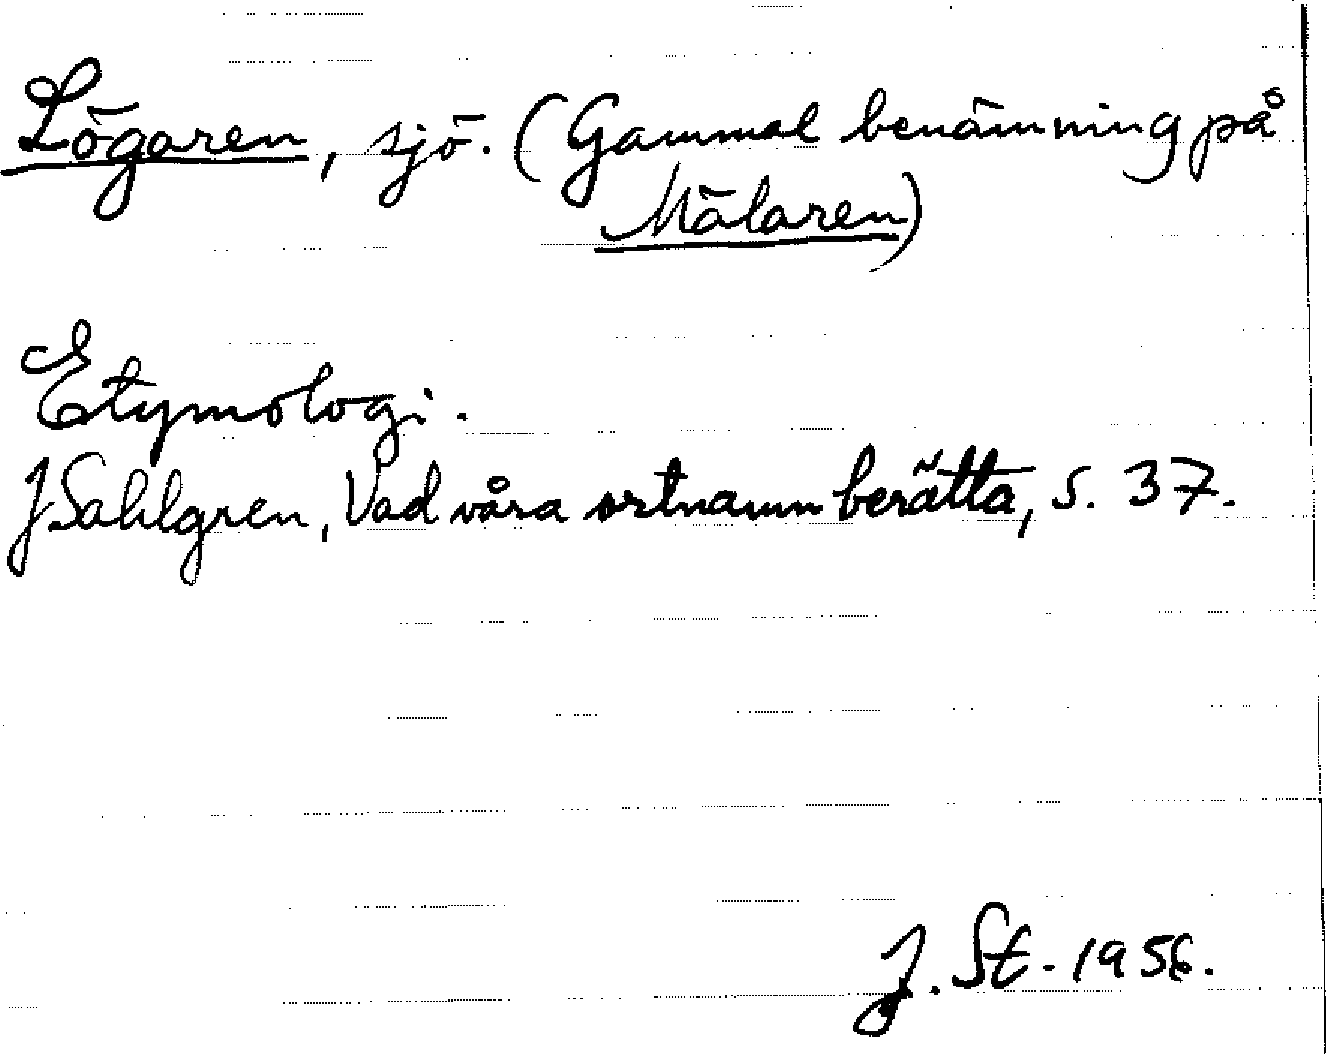 Lögaren, sjö. (Gammal benämning på
Mälaren)
Etymologi.
J. Sahlgren, Vad våra ortnamn berätta, s. 37.
J. St. 1956.